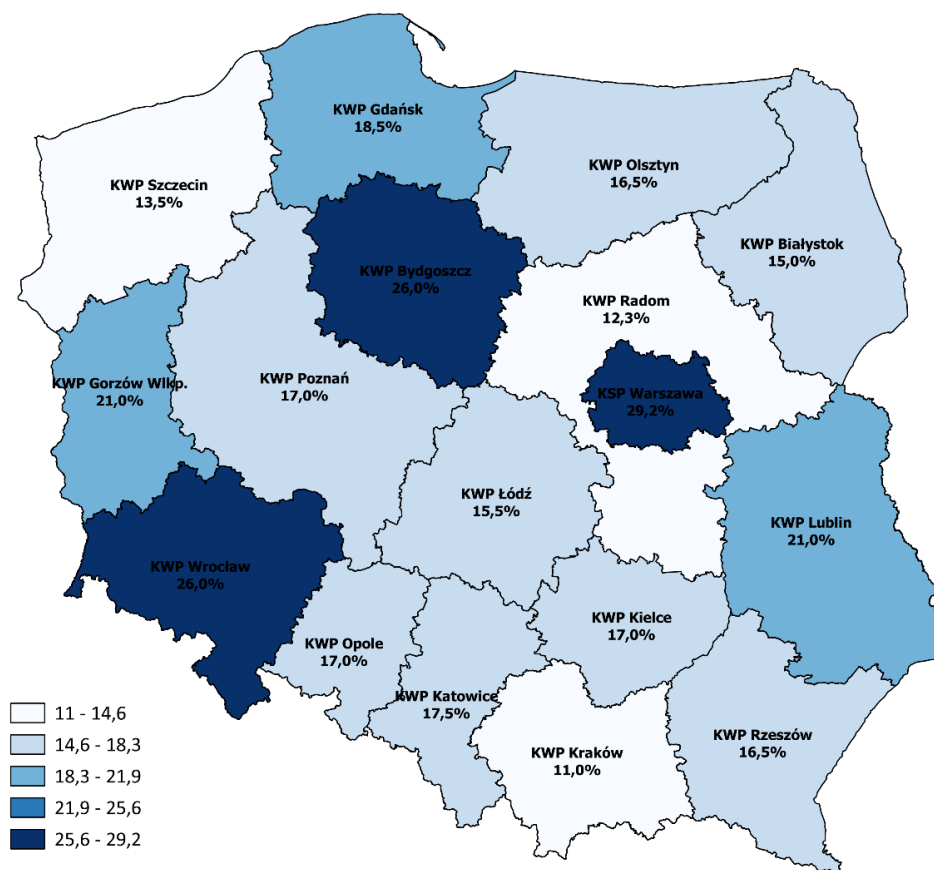 KWP Gdańsk
18,5%
KWP Olsztyn
16,5%
KWP Szczecin
13,5%
KWP Białystok
15,0%
KWP Bydgoszcz
26,0%
KWP Radom
12,3%
KWP Gorzów Wlkp.
21,0%
KWP Poznań
17,0%
KSP Warszawa
29,2%
KWP Łódź
15,5%
KWP Lublin
21,0%
KWP Wrocław
26,0%
KWP Kielce
17,0%
KWP Opole
17,0%
KWP Katowice
17,5%
KWP Kraków
11,0%
KWP Rzeszów
16,5%
11 - 14,6
14,6 - 18,3
18,3 - 21,9
21,9 - 25,6
25,6 - 29,2